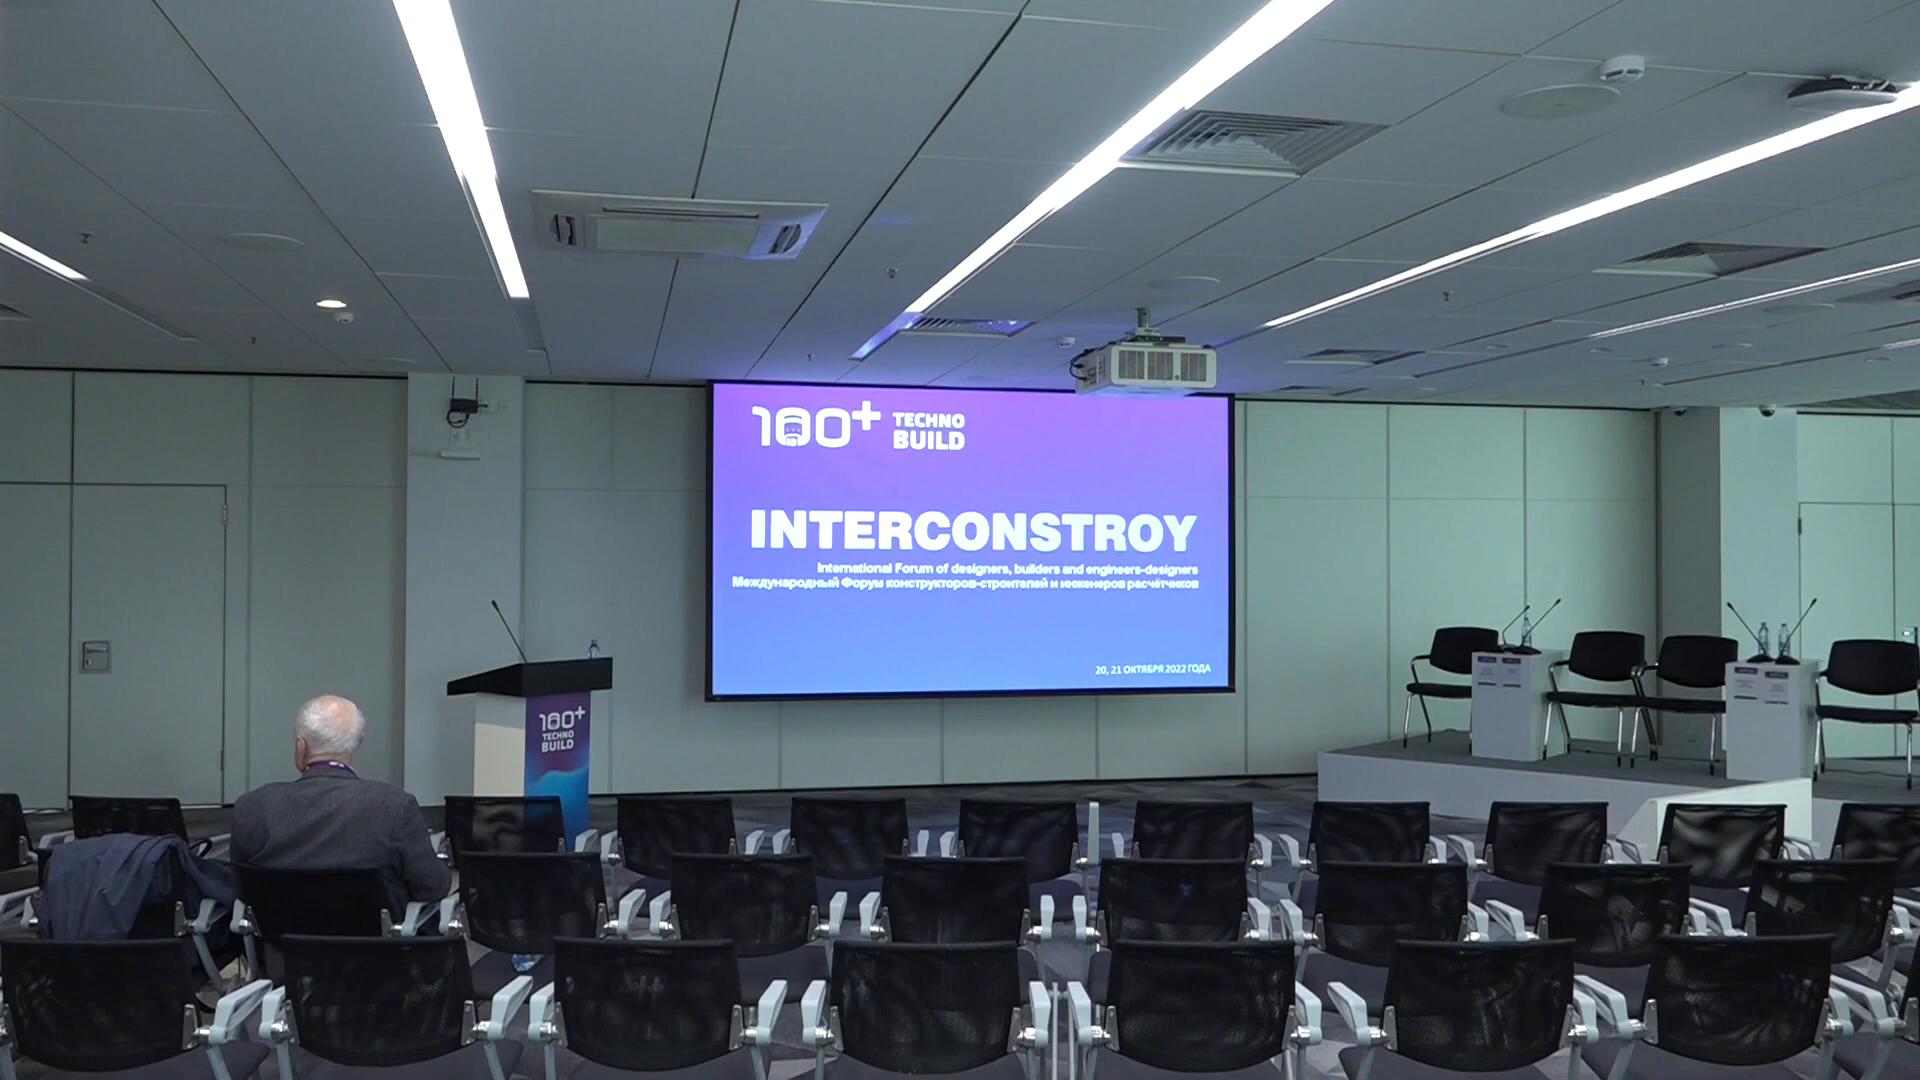 100+ TECHNO
BUILD
INTERCONSTROY
International Forum of designers, builders and engineers-designers
Международный Форум конструкторов-строителей и инженеров расчётчиков
20, 21 ОКТЯБРЯ 2022 ГОДА
100+
TECHNO
BUILD